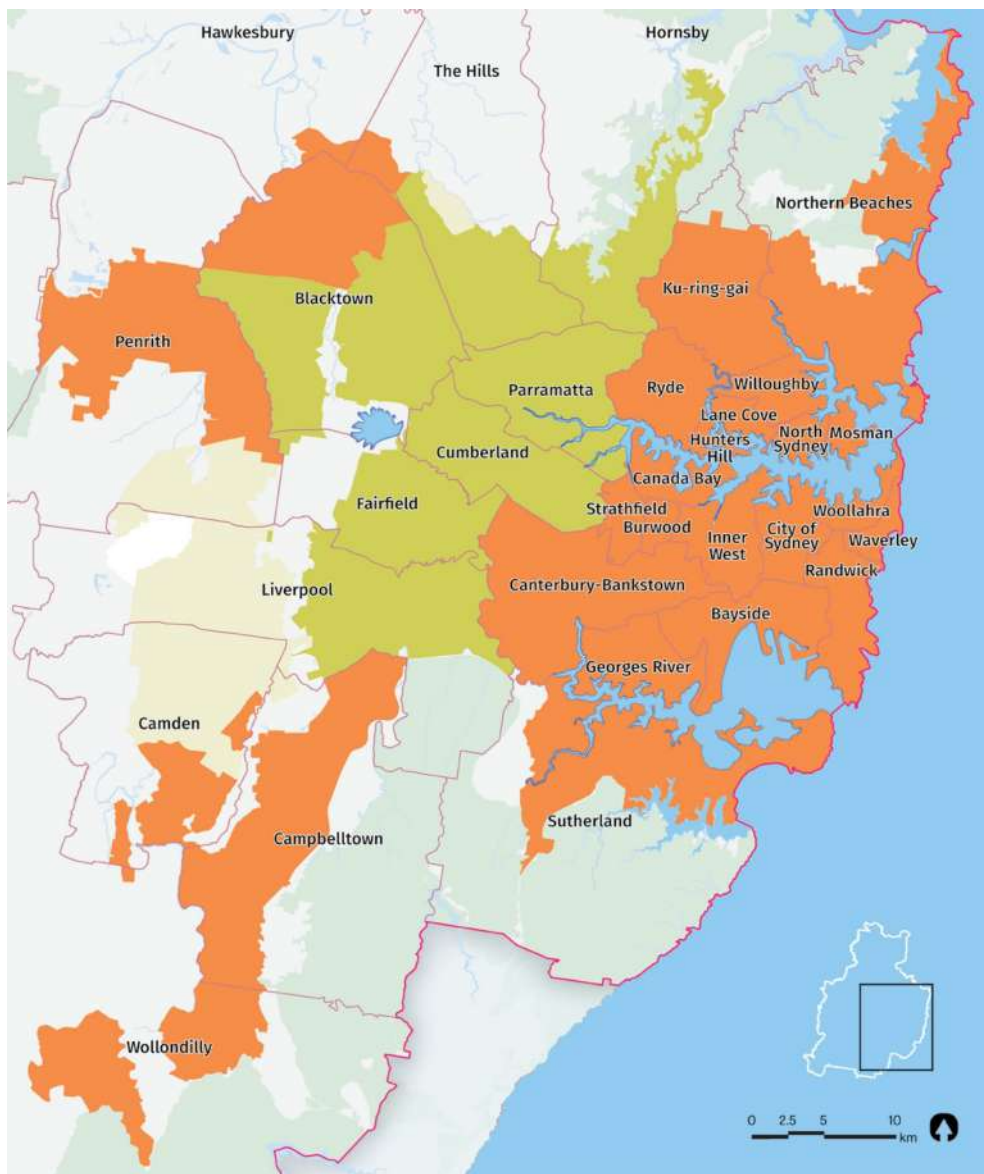 Hawkesbury
Hornsby
The Hills
Northern Beaches
Ku-ring-gai
Blacktown
Penrith
Parramatta
Ryde
Willoughby
Lane Cove
Cumberland
Hunters
Hill
North
Sydney
Mosman
Canada Bay
Fairfield
Strathfield
Burwood
Woollahra
Inner
West
City of
Sydney
Waverley
Randwick
Liverpool
Canterbury-Bankstown
Bayside
Georges River
Camden
Sutherland
Campbelltown
Wollondilly
0 2.5 5 10
km